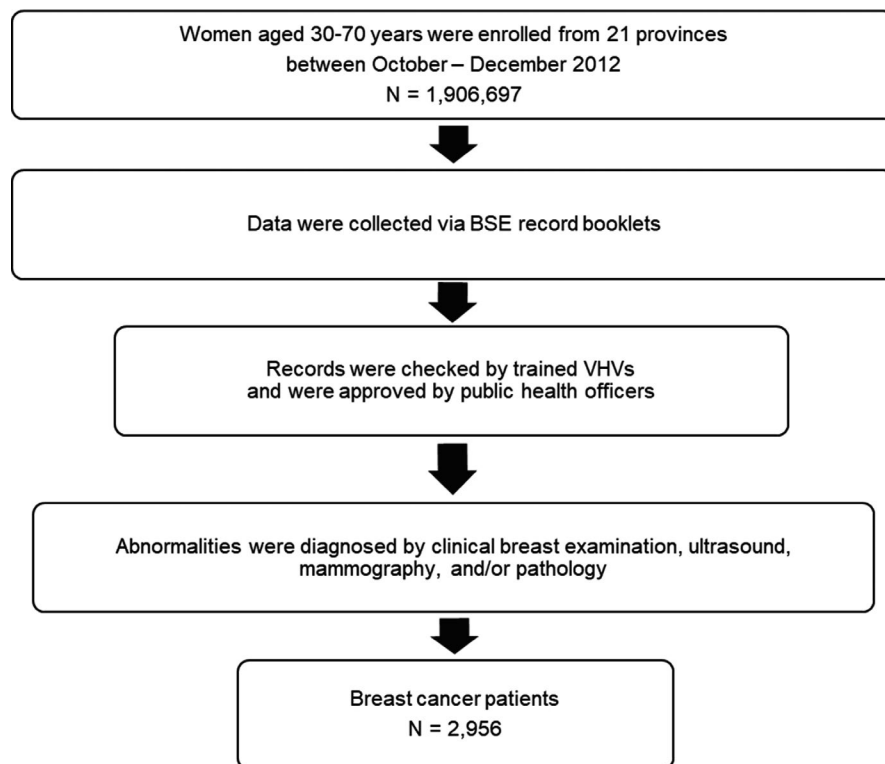 Women aged 30-70 years were enrolled from 21 provinces
between October – December 2012
N = 1,906,697
Data were collected via BSE record booklets
Records were checked by trained VHVs
and were approved by public health officers
Abnormalities were diagnosed by clinical breast examination, ultrasound,
mammography, and/or pathology
Breast cancer patients
N = 2,956